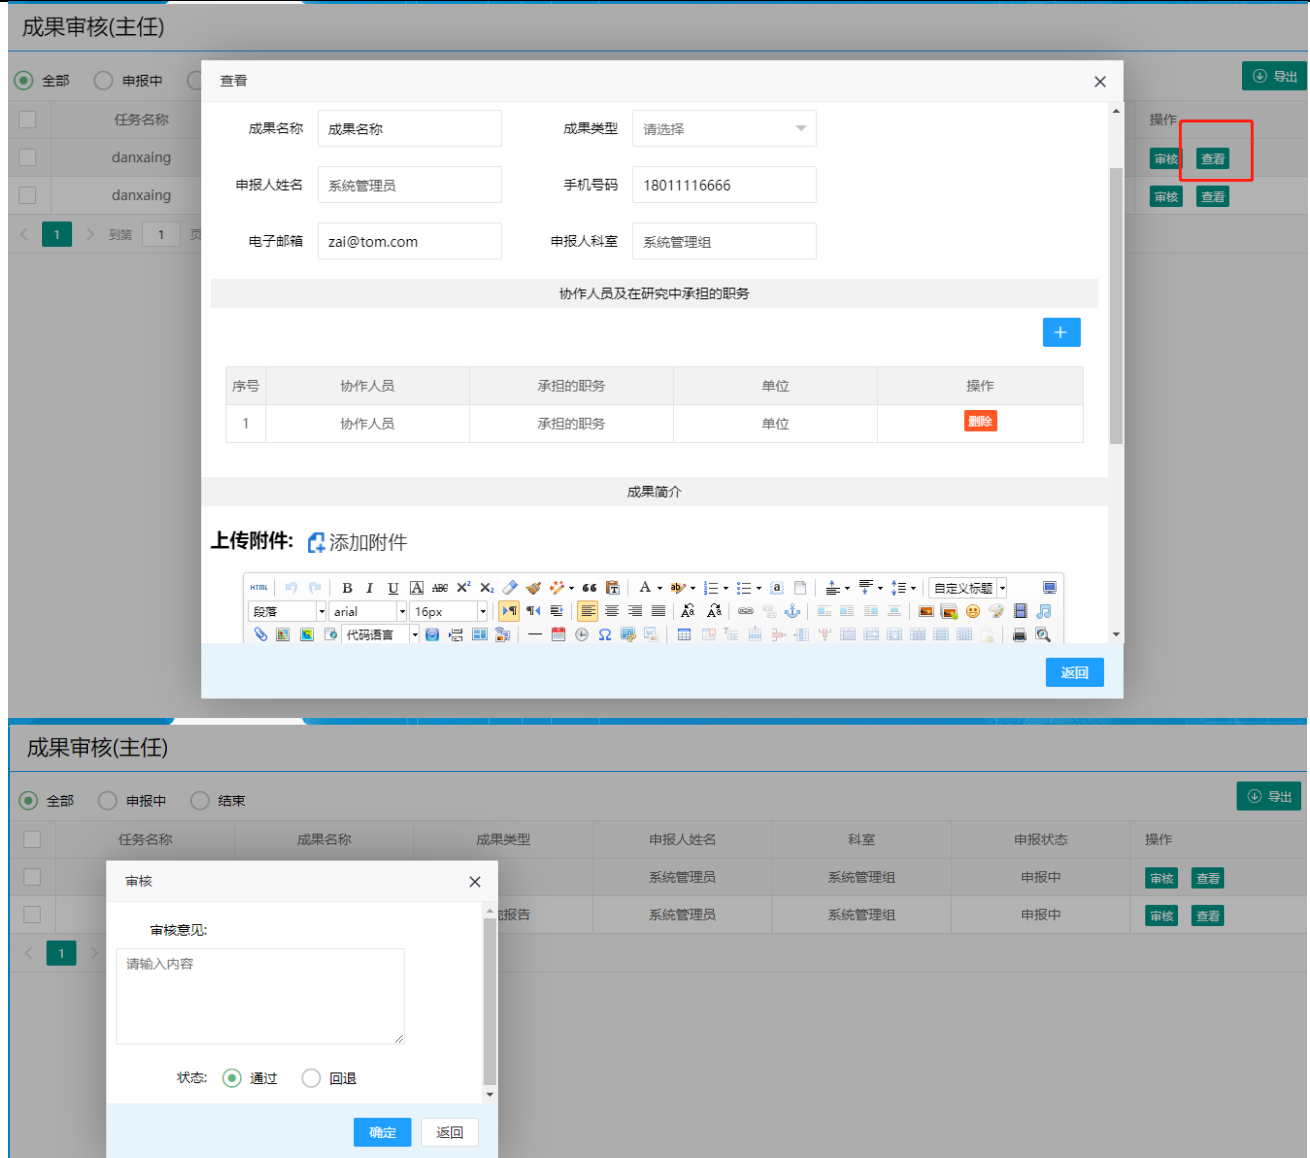 成果审核(主任)
全部 申报中
导出
查看
任务名称
操作
danxaing
审核 查看
danxaing
审核 查看
1 到第 1 页
成果名称 成果名称 成果类型 请选择
申报人姓名 系统管理员 手机号码 18011116666
电子邮箱 zai@tom.com 申报人科室 系统管理组
协作人员及在研究中承担的职务
+
序号 协作人员 承担的职务 单位 操作
1 协作人员 承担的职务 单位 删除
成果简介
上传附件: 添加附件
HTML B I U A ABC X² X₂ A ab a 自定义标题
段落 arial 16px
代码语言 Ω
返回
成果审核(主任)
全部 申报中 结束
导出
任务名称 成果名称 成果类型 申报人姓名 科室 申报状态 操作
系统管理员 系统管理组 申报中 审核 查看
报告 系统管理员 系统管理组 申报中 审核 查看
1
审核
审核意见:
请输入内容
状态: 通过 回退
确定 返回